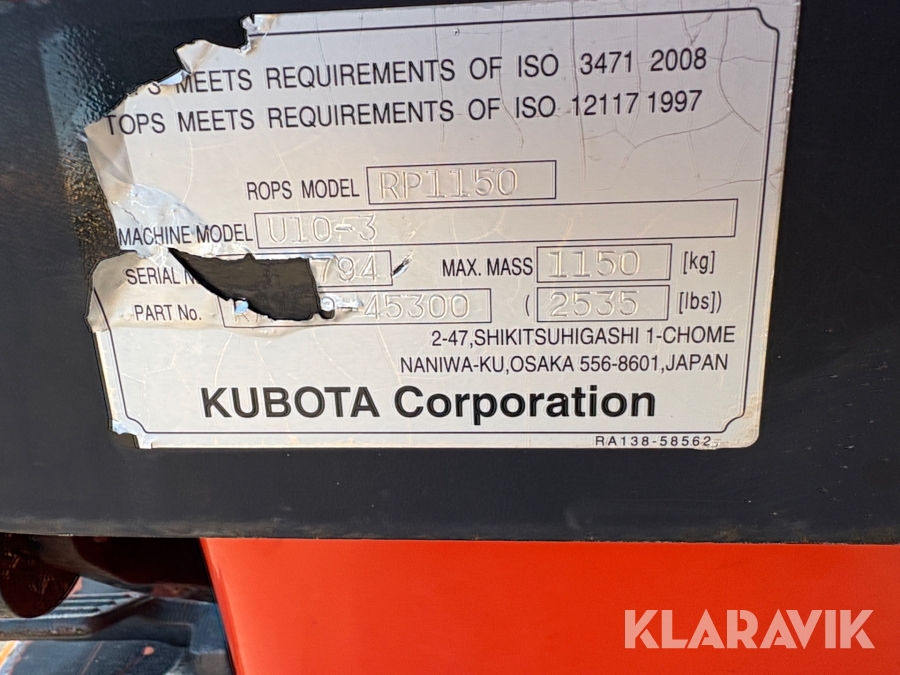 MEETS REQUIREMENTS OF ISO 3471 2008
TOPS MEETS REQUIREMENTS OF ISO 12117 1997
ROPS MODEL RP1150
MACHINE MODEL U10-3
SERIAL 794 MAX. MASS 1150 [kg]
PART No. -45300 (2535 [lbs])
2-47,SHIKITSUHIGASHI 1-CHOME
NANIWA-KU,OSAKA 556-8601,JAPAN
KUBOTA Corporation
RA138-58562
KLARAVIK